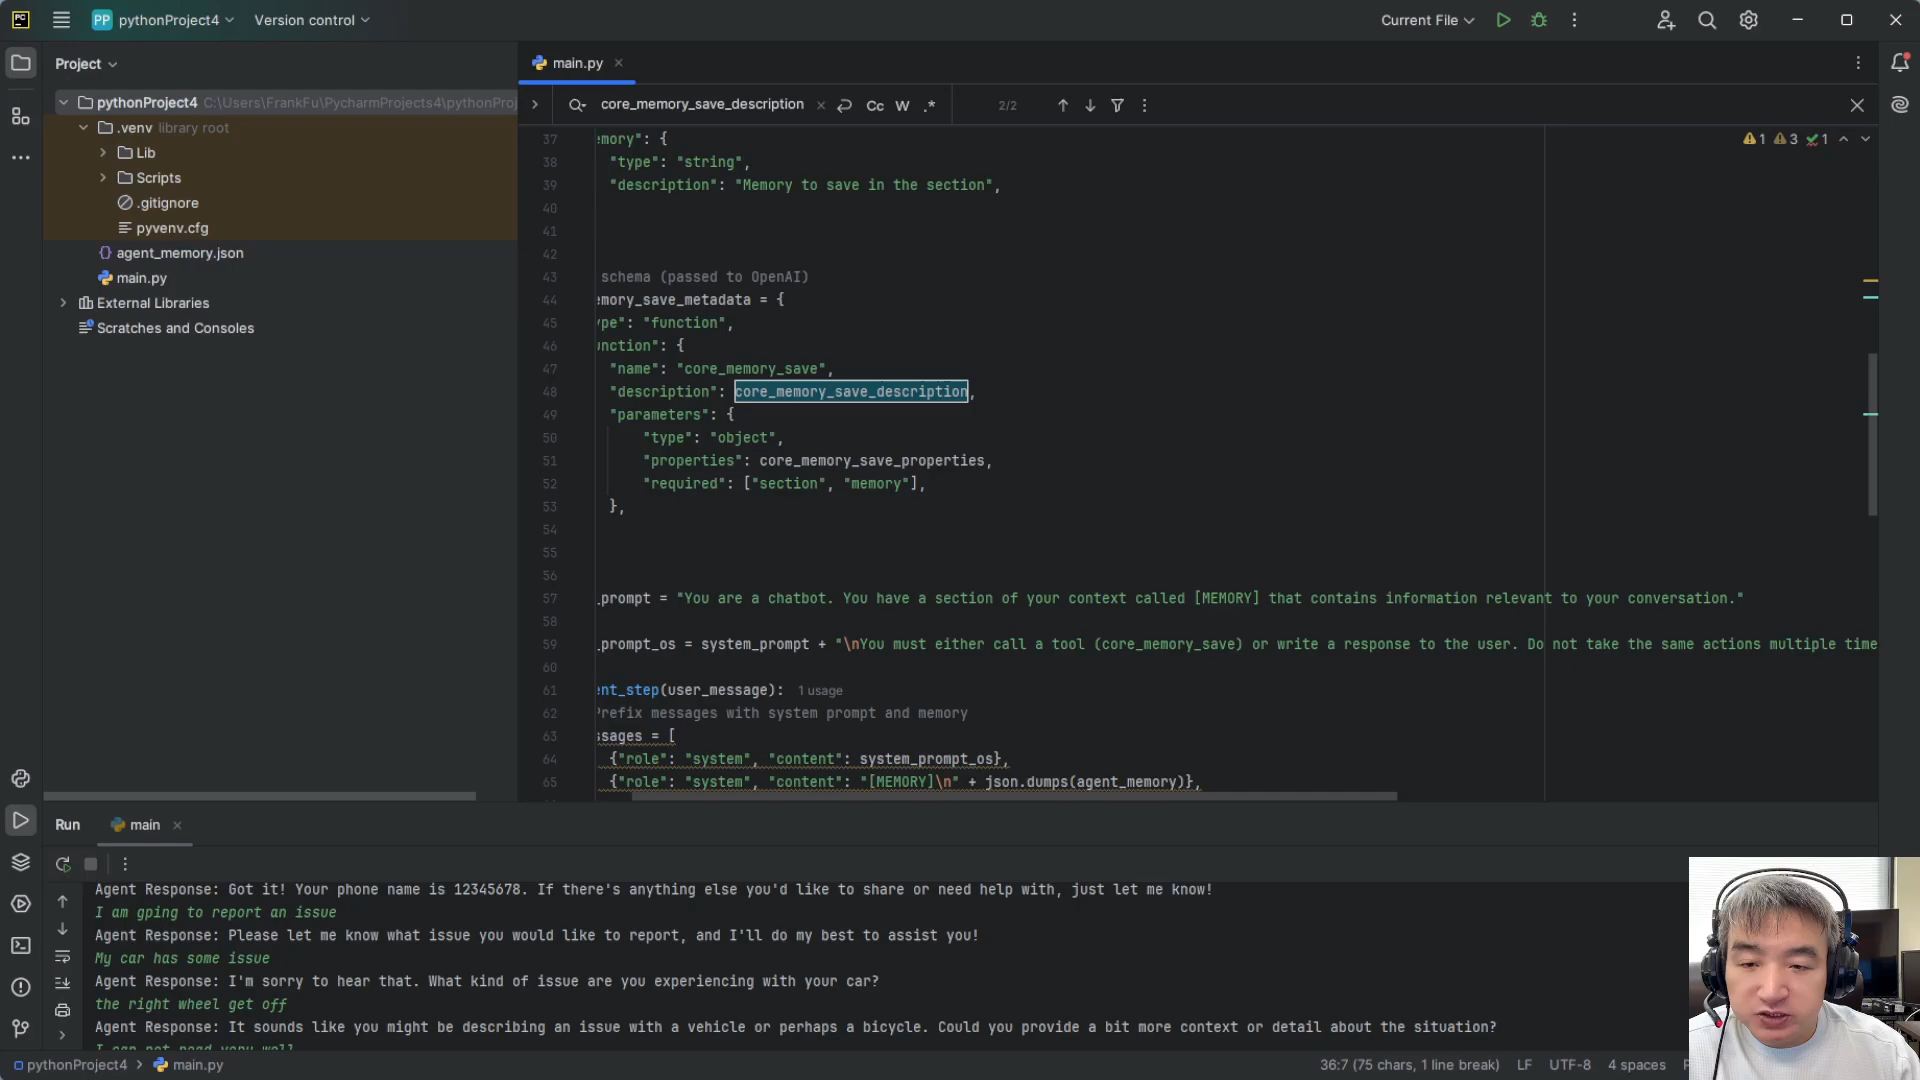 PC
PP pythonProject4
Version control
Current File
Project
main.py
pythonProject4 C:\Users\FrankFu\PycharmProjects4\pythonProj
.venv library root
Lib
Scripts
.gitignore
pyvenv.cfg
agent_memory.json
main.py
External Libraries
Scratches and Consoles
core_memory_save_description
Cc
W
.*
2/2
1 3 1
37 emory": {
38 "type": "string",
39 "description": "Memory to save in the section",
40
41
42
43 schema (passed to OpenAI)
44 emory_save_metadata = {
45 ype": "function",
46 unction": {
47 "name": "core_memory_save",
48 "description": core_memory_save_description,
49 "parameters": {
50 "type": "object",
51 "properties": core_memory_save_properties,
52 "required": ["section", "memory"],
53 },
54
55
56
57 _prompt = "You are a chatbot. You have a section of your context called [MEMORY] that contains information relevant to your conversation."
58
59 _prompt_os = system_prompt + "\nYou must either call a tool (core_memory_save) or write a response to the user. Do not take the same actions multiple time
60
61 ent_step(user_message): 1 usage
62 Prefix messages with system prompt and memory
63 ssages = [
64 {"role": "system", "content": system_prompt_os},
65 {"role": "system", "content": "[MEMORY]\n" + json.dumps(agent_memory)},
Run
main
Agent Response: Got it! Your phone name is 12345678. If there's anything else you'd like to share or need help with, just let me know!
I am gping to report an issue
Agent Response: Please let me know what issue you would like to report, and I'll do my best to assist you!
My car has some issue
Agent Response: I'm sorry to hear that. What kind of issue are you experiencing with your car?
the right wheel get off
Agent Response: It sounds like you might be describing an issue with a vehicle or perhaps a bicycle. Could you provide a bit more context or detail about the situation?
pythonProject4
main.py
36:7 (75 chars, 1 line break)
LF
UTF-8
4 spaces